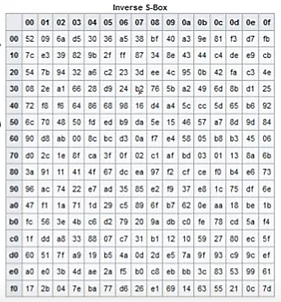 Inverse S-Box
00 01 02 03 04 05 06 07 08 09 0a 0b 0c 0d 0e 0f
00 52 09 6a d5 30 36 a5 38 bf 40 a3 9e 81 f3 d7 fb
10 7c e3 39 82 9b 2f ff 87 34 8e 43 44 c4 de e9 cb
20 54 7b 94 32 a6 c2 23 3d ee 4c 95 0b 42 fa c3 4e
30 08 2e a1 66 28 d9 24 b2 76 5b a2 49 6d 8b d1 25
40 72 f8 f6 64 86 68 98 16 d4 a4 5c cc 5d 65 b6 92
50 6c 70 48 50 fd ed b9 da 5e 15 46 57 a7 8d 9d 84
60 90 d8 ab 00 8c bc d3 0a f7 e4 58 05 b8 b3 45 06
70 d0 2c 1e 8f ca 3f 0f 02 c1 af bd 03 01 13 8a 6b
80 3a 91 11 41 4f 67 dc ea 97 f2 cf ce f0 b4 e6 73
90 96 ac 74 22 e7 ad 35 85 e2 f9 37 e8 1c 75 df 6e
a0 47 f1 1a 71 1d 29 c5 89 6f b7 62 0e aa 18 be 1b
b0 fc 56 3e 4b c6 d2 79 20 9a db c0 fe 78 cd 5a f4
c0 1f dd a8 33 88 07 c7 31 b1 12 10 59 27 80 ec 5f
d0 60 51 7f a9 19 b5 4a 0d 2d e5 7a 9f 93 c9 9c ef
e0 a0 e0 3b 4d ae 2a f5 b0 c8 eb bb 3c 83 53 99 61
f0 17 2b 04 7e ba 77 d6 26 e1 69 14 63 55 21 0c 7d